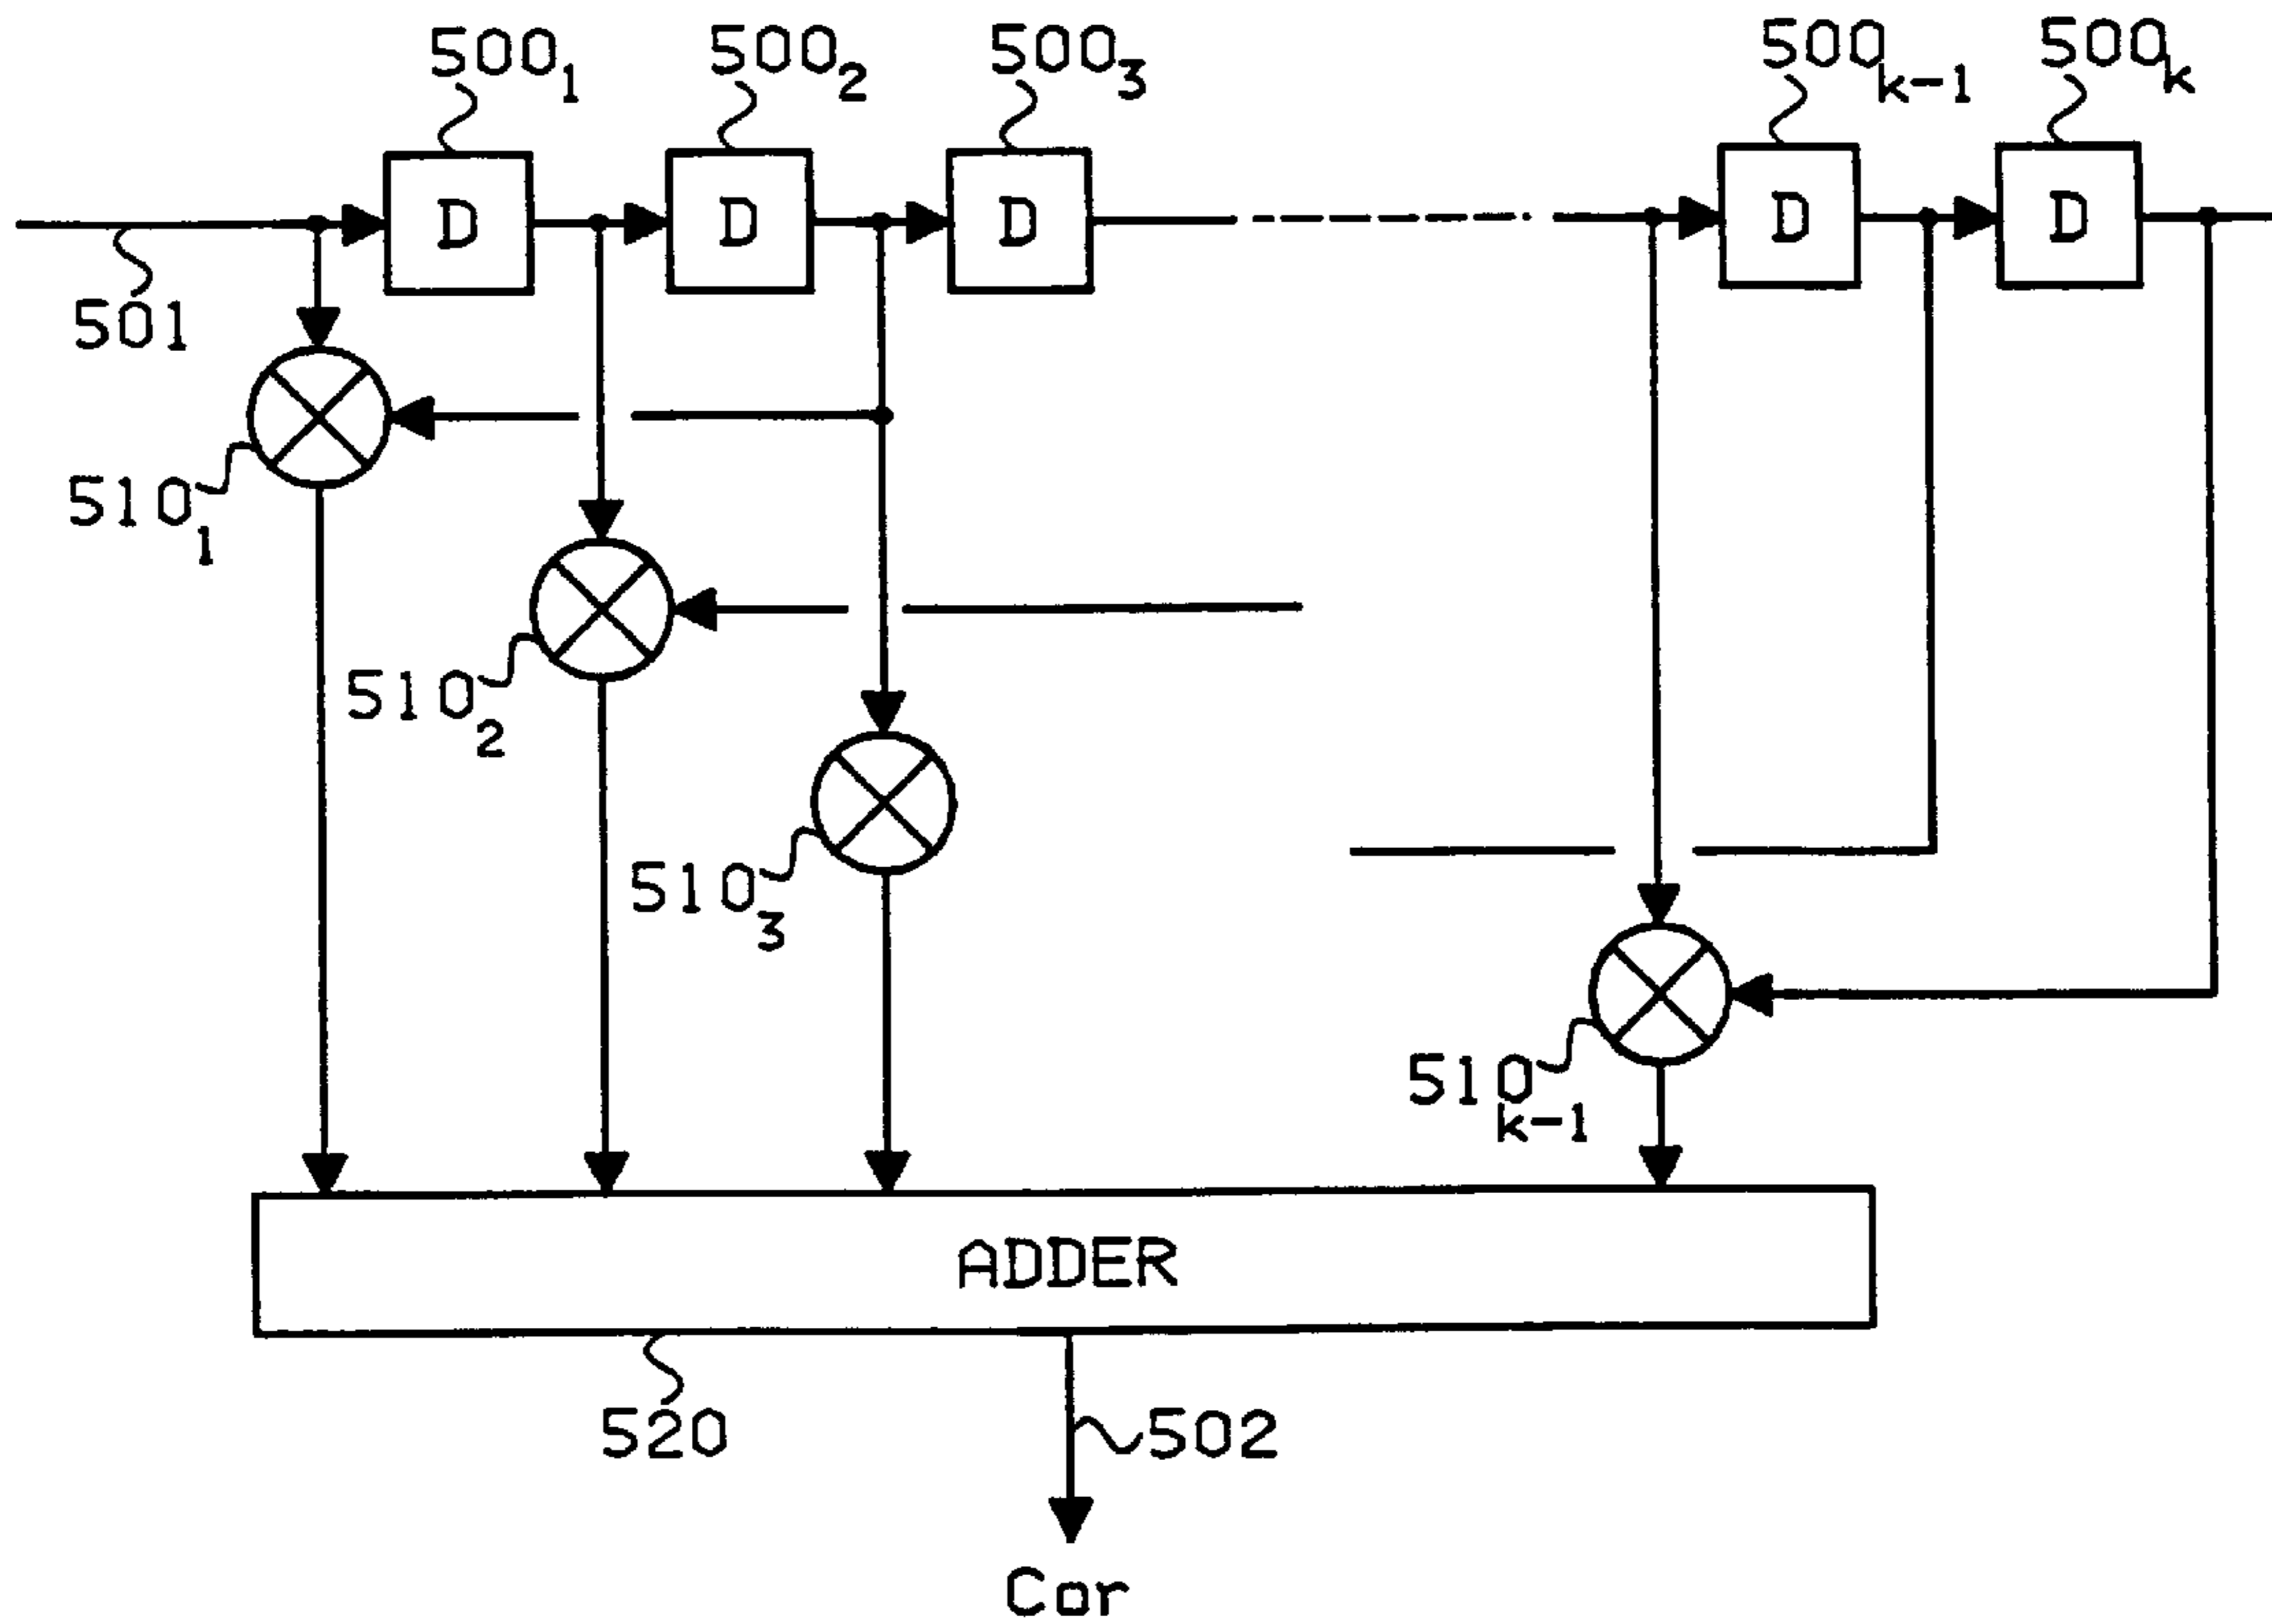 500₁ 500₂ 500₃ 500ₖ₋₁ 500ₖ
D D D D D
501
510₁
510₂
510₃
510ₖ₋₁
ADDER
520 502
Cor